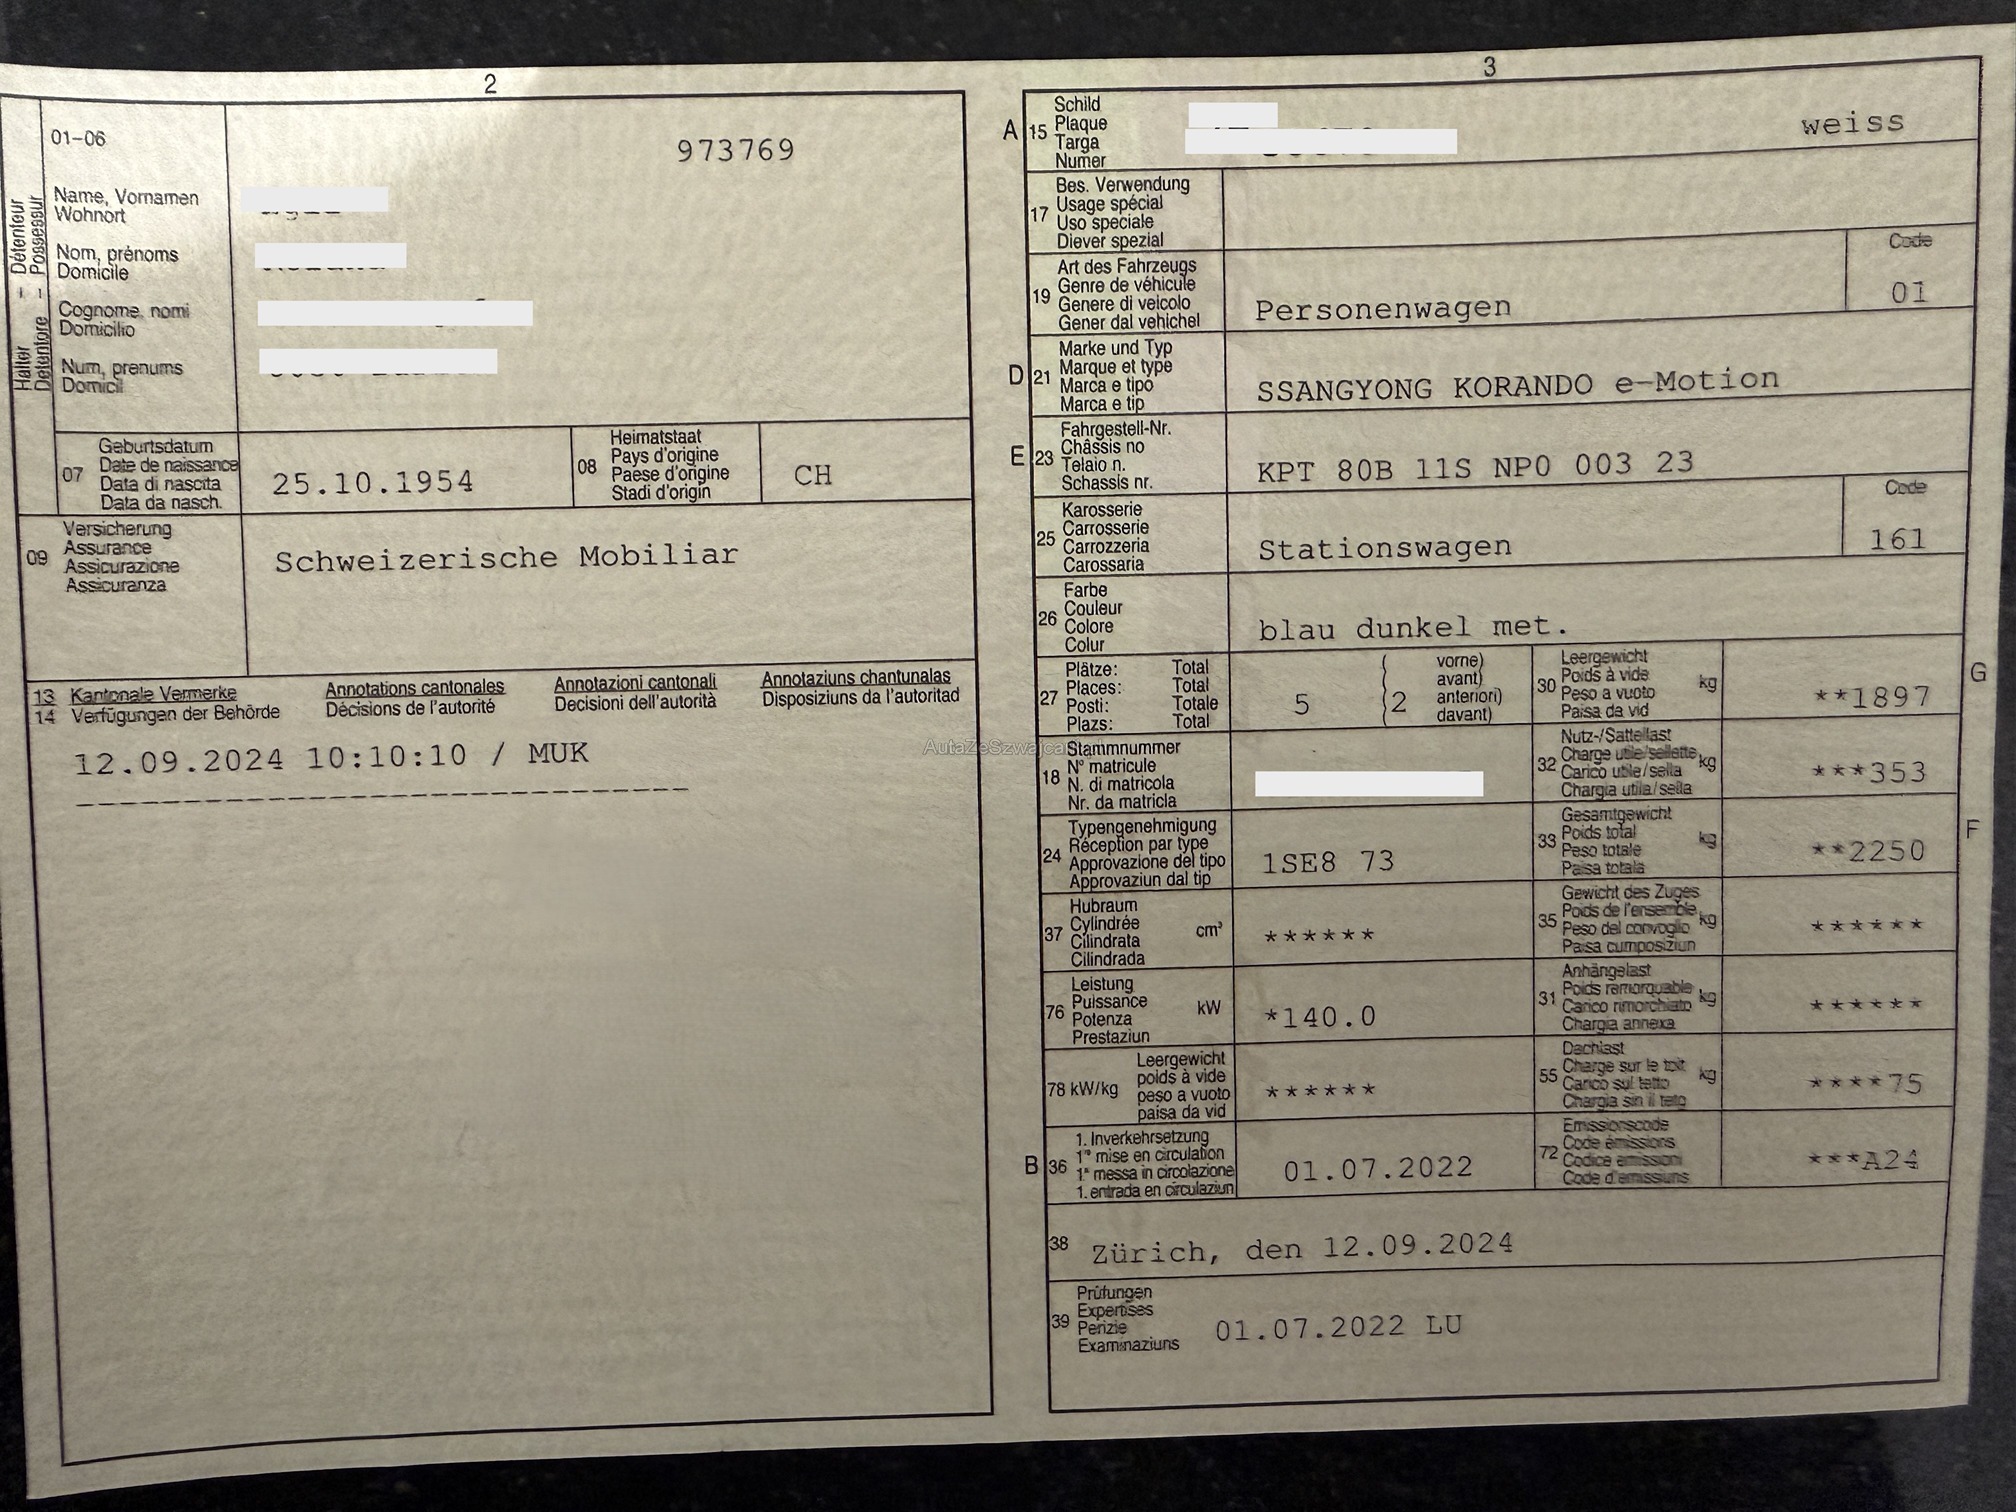 2
01-06
973769
Halter - Détenteur
Detentore - Possessur
Name, Vornamen
Wohnort
Nom, prénoms
Domicile
Cognome, nomi
Domicilio
Num, prenums
Domicil
07 Geburtsdatum
Date de naissance
Data di nascita
Data da nasch.
25.10.1954
08 Heimatstaat
Pays d'origine
Paese d'origine
Stadi d'origin
CH
09 Versicherung
Assurance
Assicurazione
Assicuranza
Schweizerische Mobiliar
13 Kantonale Vermerke Annotations cantonales Annotazioni cantonali Annotaziuns chantunalas
14 Verfügungen der Behörde Décisions de l'autorité Decisioni dell'autorità Disposiziuns da l'autoritad
12.09.2024 10:10:10 / MUK
3
A 15 Schild
Plaque
Targa
Numer
weiss
17 Bes. Verwendung
Usage spécial
Uso speciale
Diever spezial
19 Art des Fahrzeugs
Genre de véhicule
Genere di veicolo
Gener dal vehichel
Personenwagen
Code
01
D 21 Marke und Typ
Marque et type
Marca e tipo
Marca e tip
SSANGYONG KORANDO e-Motion
E 23 Fahrgestell-Nr.
Châssis no
Telaio n.
Schassis nr.
KPT 80B 11S NP0 003 23
25 Karosserie
Carrosserie
Carrozzeria
Carossaria
Stationswagen
Code
161
26 Farbe
Couleur
Colore
Colur
blau dunkel met.
27 Plätze: Total
Places: Total
Posti: Totale
Plazs: Total
5 ( 2 vorne)
avant)
anteriori)
davant)
30 Leergewicht
Poids à vide
Peso a vuoto
Paisa da vid
kg
**1897
G
18 Stammnummer
N° matricule
N. di matricola
Nr. da matricla
32 Nutz-/Sattellast
Charge utile/sellette
Carico utile/sella
Chargia utila/sella
kg
***353
24 Typengenehmigung
Réception par type
Approvazione del tipo
Approvaziun dal tip
1SE8 73
33 Gesamtgewicht
Poids total
Peso totale
Paisa totala
kg
**2250
F
37 Hubraum
Cylindrée
Cilindrata
Cilindrada
cm³
******
35 Gewicht des Zuges
Poids de l'ensemble
Peso del convoglio
Paisa cumposiziun
kg
******
76 Leistung
Puissance
Potenza
Prestaziun
kW
*140.0
31 Anhängelast
Poids remorquable
Carico rimorchiato
Chargia annexa
kg
******
78 kW/kg Leergewicht
poids à vide
peso a vuoto
paisa da vid
******
55 Dachlast
Charge sur le toit
Carico sul tetto
Chargia sin il tetg
kg
****75
B 36 1. Inverkehrsetzung
1° mise en circulation
1ª messa in circolazione
1. entrada en circulaziun
01.07.2022
72 Emissionscode
Code émissions
Codice emissioni
Code d'emissiuns
***A24
38 Zürich, den 12.09.2024
39 Prüfungen
Expertises
Perizie
Examinaziuns
01.07.2022 LU